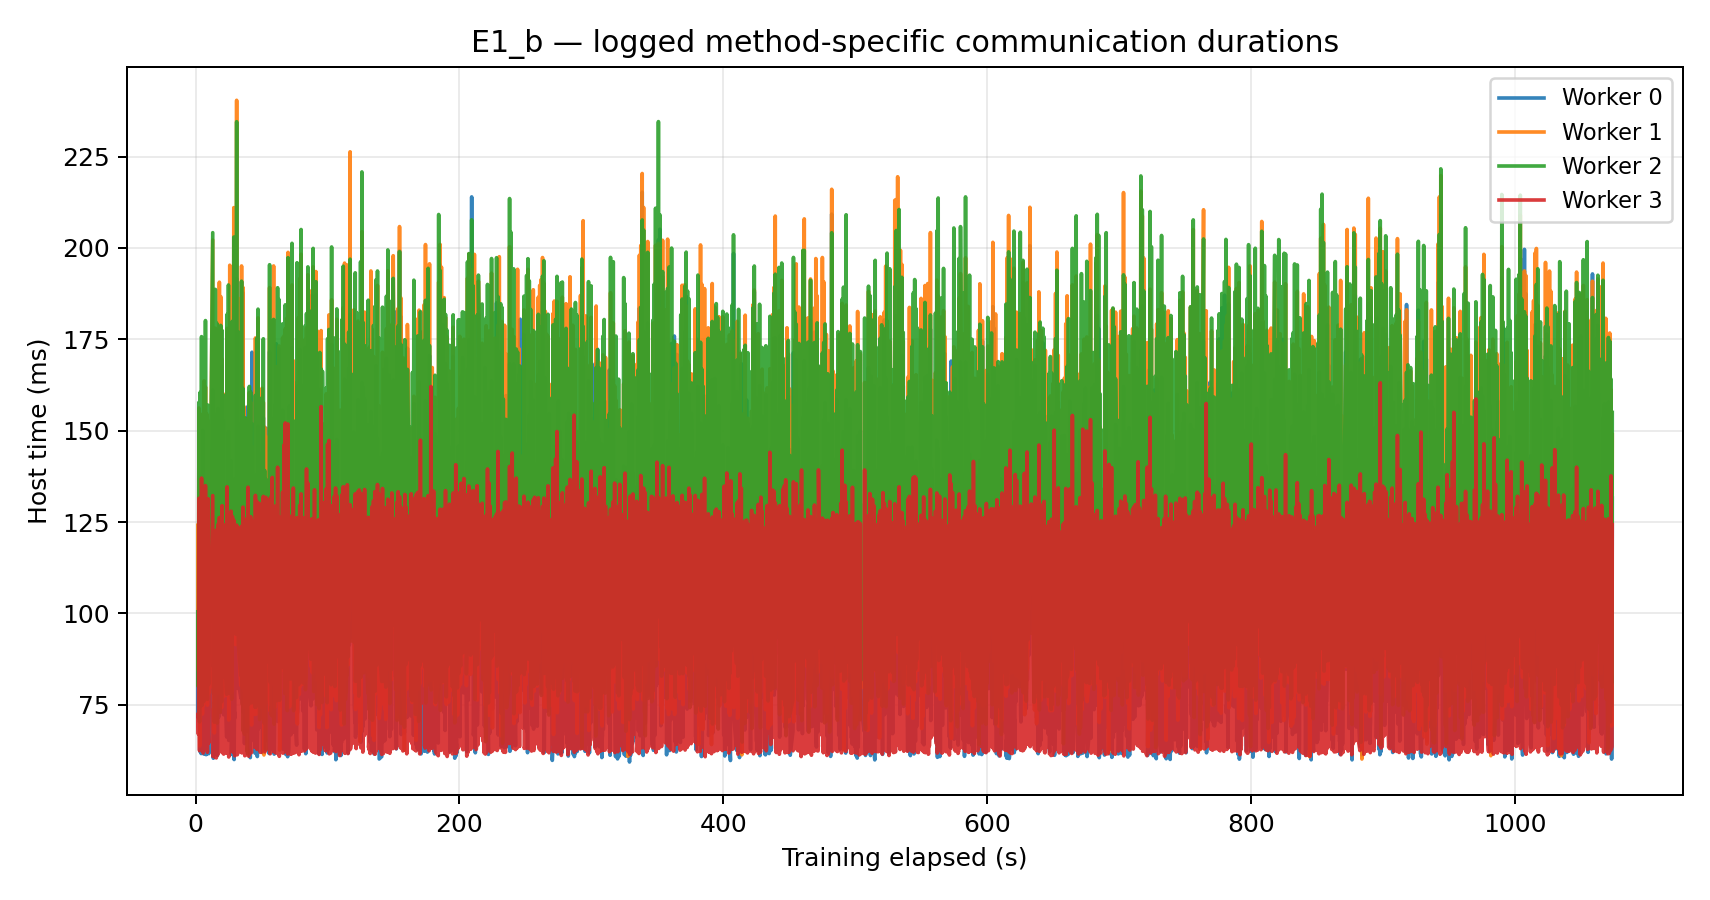 E1_b — logged method-specific communication durations
Worker 0
Worker 1
Worker 2
Worker 3
Host time (ms)
225
200
175
150
125
100
75
0 200 400 600 800 1000
Training elapsed (s)